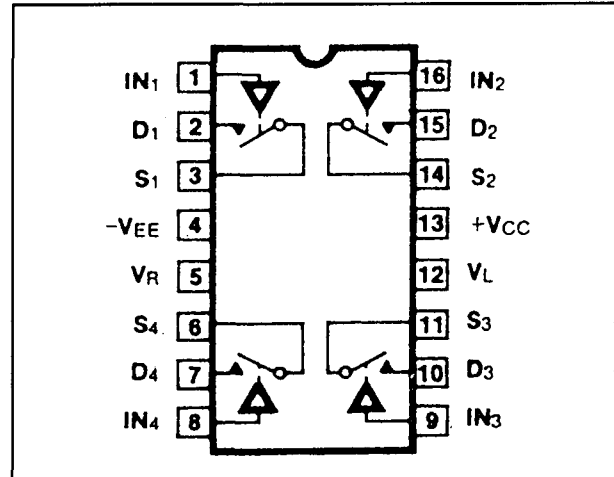 IN1 1 16 IN2
D1 2 15 D2
S1 3 14 S2
-VEE 4 13 +VCC
VR 5 12 VL
S4 6 11 S3
D4 7 10 D3
IN4 8 9 IN3